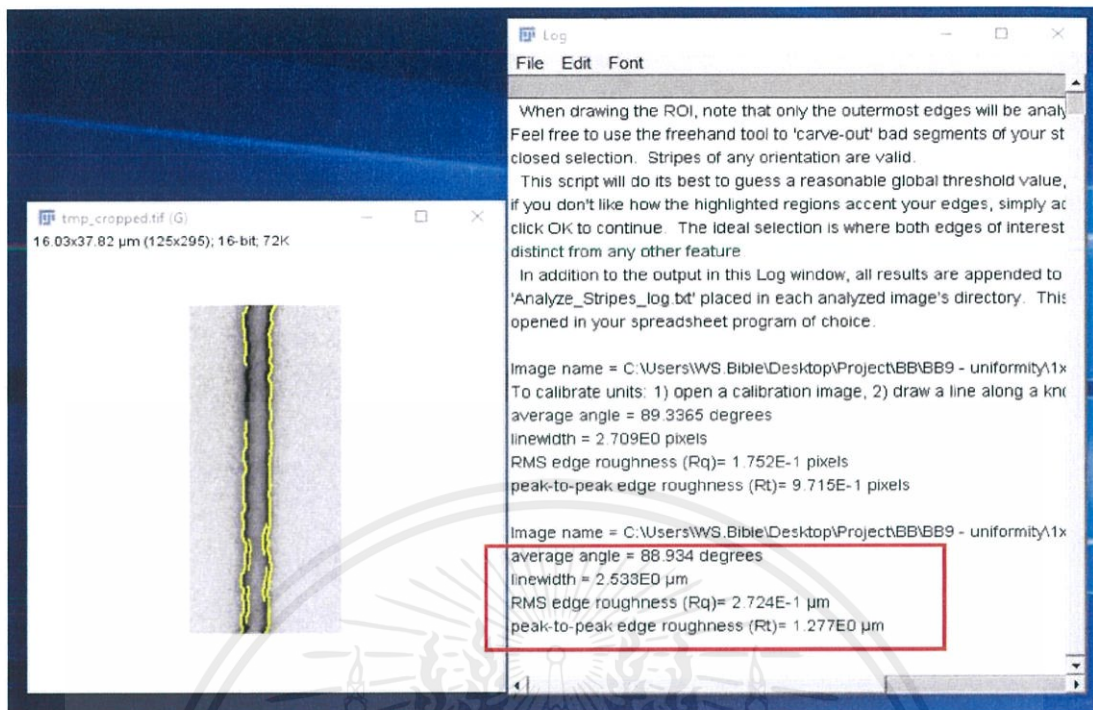 tmp_cropped.tif (G)
16.03x37.82 µm (125x295); 16-bit; 72K
Log
File Edit Font
When drawing the ROI, note that only the outermost edges will be analy
Feel free to use the freehand tool to 'carve-out' bad segments of your st
closed selection. Stripes of any orientation are valid.
This script will do its best to guess a reasonable global threshold value,
if you don't like how the highlighted regions accent your edges, simply ac
click OK to continue. The ideal selection is where both edges of interest
distinct from any other feature
In addition to the output in this Log window, all results are appended to
'Analyze_Stripes_log.txt' placed in each analyzed image's directory. This
opened in your spreadsheet program of choice.
Image name = C:\Users\WS.Bible\Desktop\Project\BB\BB9 - uniformity\1x
To calibrate units: 1) open a calibration image, 2) draw a line along a kno
average angle = 89.3365 degrees
linewidth = 2.709E0 pixels
RMS edge roughness (Rq)= 1.752E-1 pixels
peak-to-peak edge roughness (Rt)= 9.715E-1 pixels
Image name = C:\Users\WS.Bible\Desktop\Project\BB\BB9 - uniformity\1x
average angle = 88.934 degrees
linewidth = 2.533E0 µm
RMS edge roughness (Rq)= 2.724E-1 µm
peak-to-peak edge roughness (Rt)= 1.277E0 µm